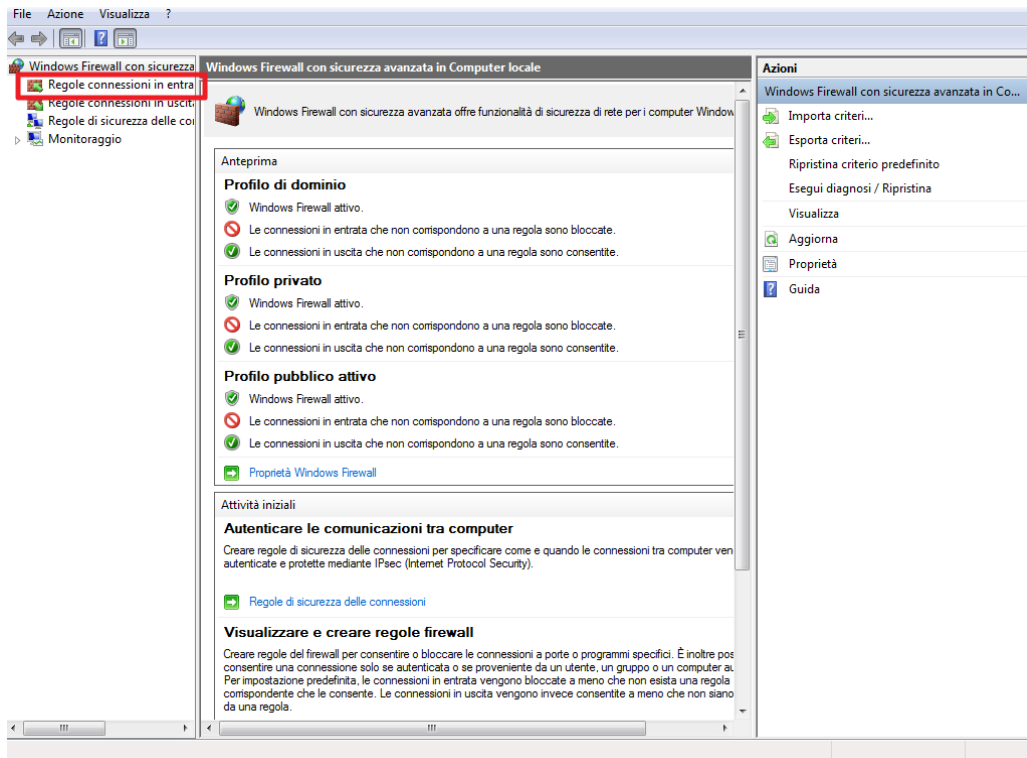 File Azione Visualizza ?
Windows Firewall con sicurezza
Regole connessioni in entra
Regole connessioni in uscita
Regole di sicurezza delle con
Monitoraggio
Windows Firewall con sicurezza avanzata in Computer locale
Windows Firewall con sicurezza avanzata offre funzionalità di sicurezza di rete per i computer Window
Anteprima
Profilo di dominio
Windows Firewall attivo.
Le connessioni in entrata che non corrispondono a una regola sono bloccate.
Le connessioni in uscita che non corrispondono a una regola sono consentite.
Profilo privato
Windows Firewall attivo.
Le connessioni in entrata che non corrispondono a una regola sono bloccate.
Le connessioni in uscita che non corrispondono a una regola sono consentite.
Profilo pubblico attivo
Windows Firewall attivo.
Le connessioni in entrata che non corrispondono a una regola sono bloccate.
Le connessioni in uscita che non corrispondono a una regola sono consentite.
Proprietà Windows Firewall
Attività iniziali
Autenticare le comunicazioni tra computer
Creare regole di sicurezza delle connessioni per specificare come e quando le connessioni tra computer ven
autenticate e protette mediante IPsec (Internet Protocol Security).
Regole di sicurezza delle connessioni
Visualizzare e creare regole firewall
Creare regole del firewall per consentire o bloccare le connessioni a porte o programmi specifici. È inoltre pos
consentire una connessione solo se autenticata o se proveniente da un utente, un gruppo o un computer au
Per impostazione predefinita, le connessioni in entrata vengono bloccate a meno che non esista una regola
corrispondente che le consente. Le connessioni in uscita vengono invece consentite a meno che non siano
da una regola.
Azioni
Windows Firewall con sicurezza avanzata in Co...
Importa criteri...
Esporta criteri...
Ripristina criterio predefinito
Esegui diagnosi / Ripristina
Visualizza
Aggiorna
Proprietà
Guida